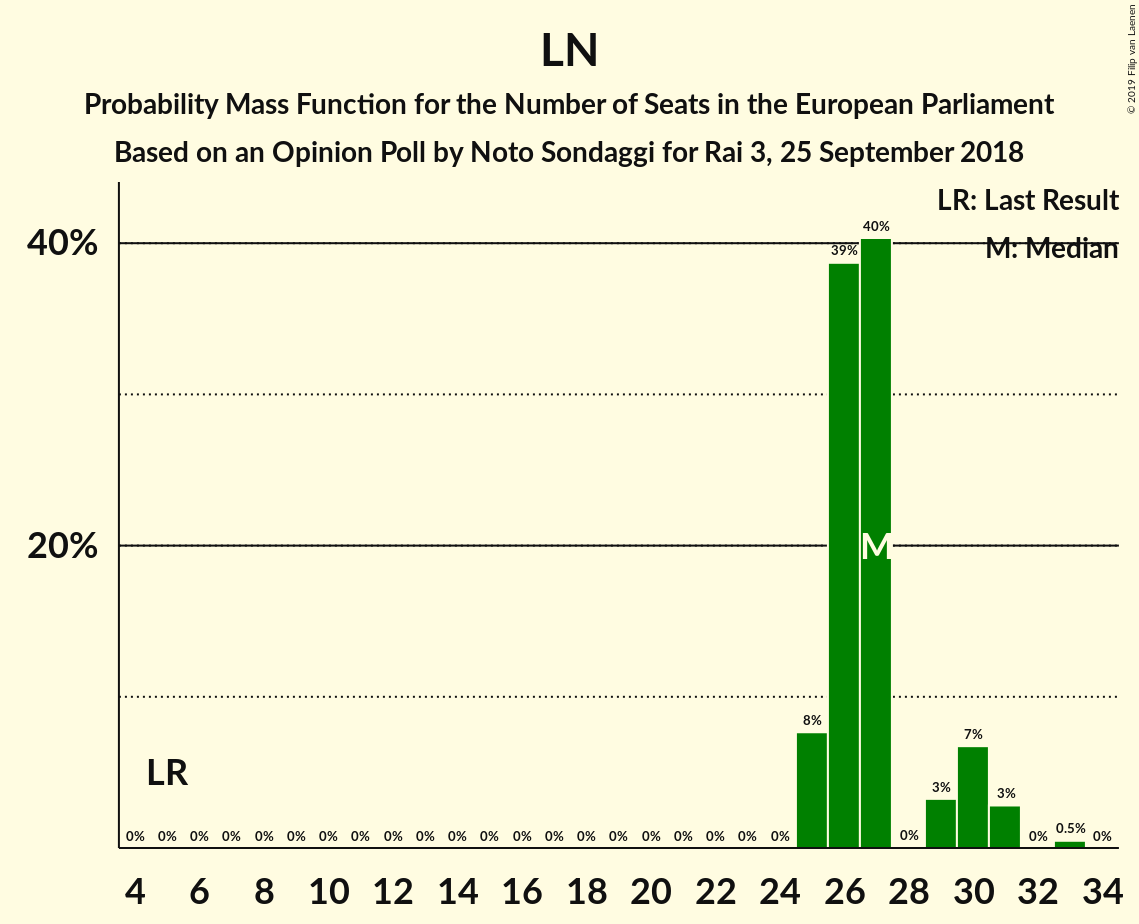 LN
Probability Mass Function for the Number of Seats in the European Parliament
Based on an Opinion Poll by Noto Sondaggi for Rai 3, 25 September 2018
© 2019 Filip van Laenen
LR: Last Result
M: Median
40%
20%
39%
40%
M
8%
7%
3%
3%
LR
0% 0% 0% 0% 0% 0% 0% 0% 0% 0% 0% 0% 0% 0% 0% 0% 0% 0% 0% 0% 0% 0% 0% 0.5% 0%
4 6 8 10 12 14 16 18 20 22 24 26 28 30 32 34